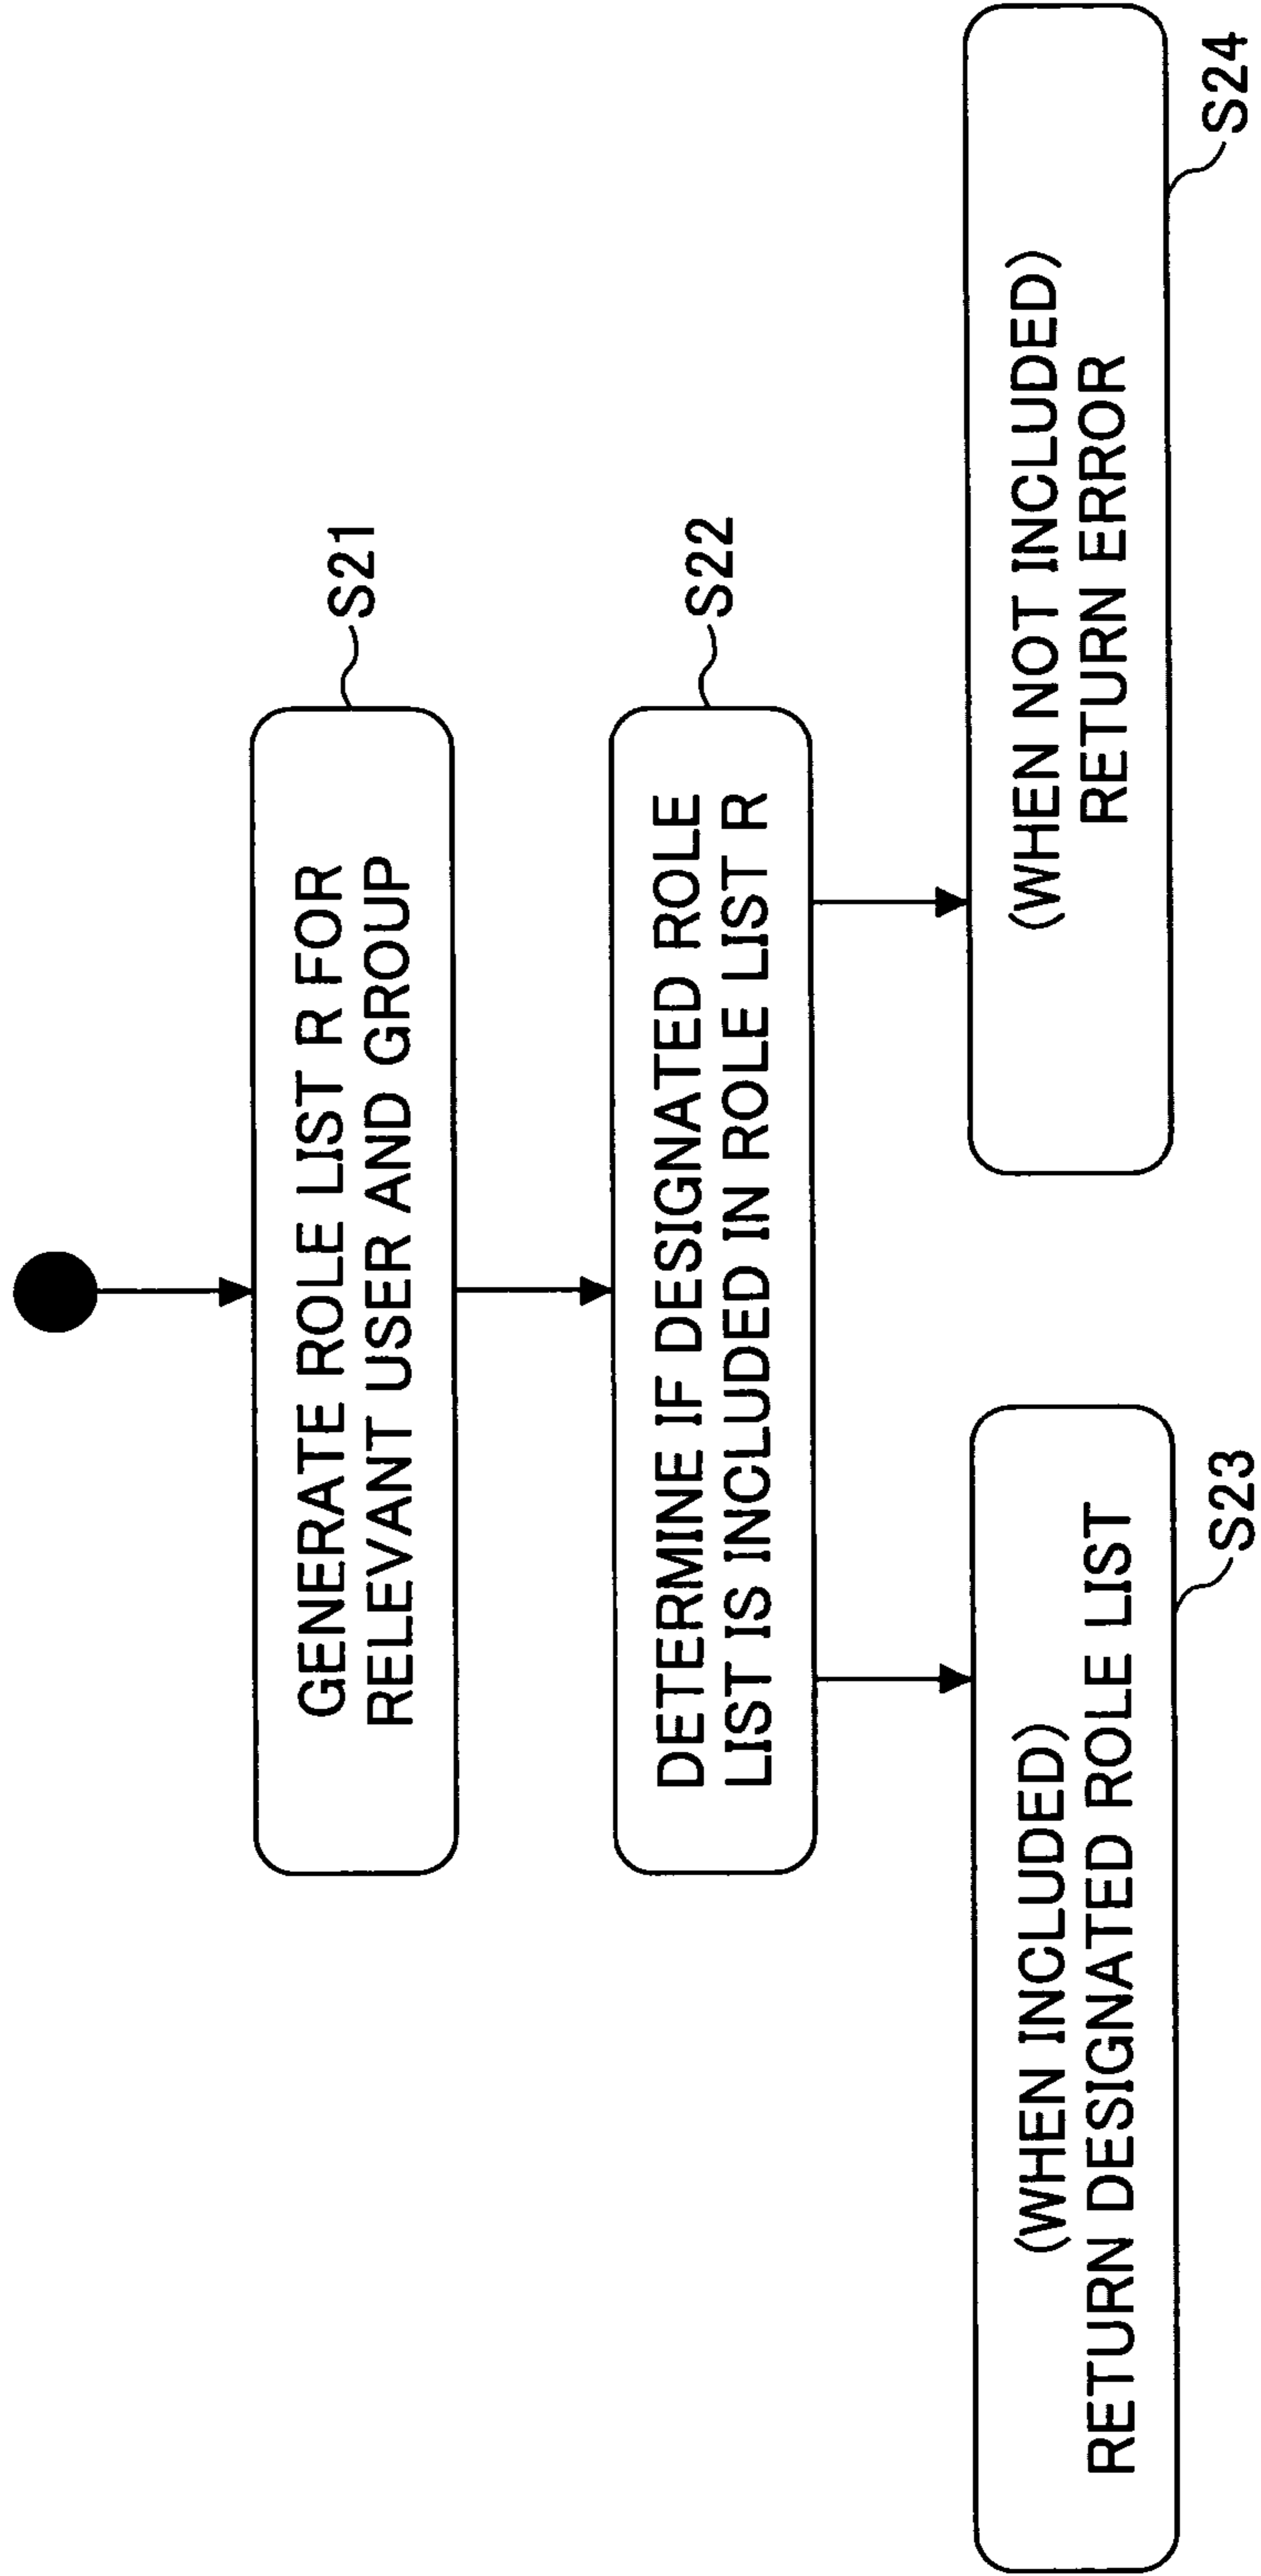 GENERATE ROLE LIST R FOR
RELEVANT USER AND GROUP
S21
DETERMINE IF DESIGNATED ROLE
LIST IS INCLUDED IN ROLE LIST R
S22
(WHEN INCLUDED)
RETURN DESIGNATED ROLE LIST
S23
(WHEN NOT INCLUDED)
RETURN ERROR
S24